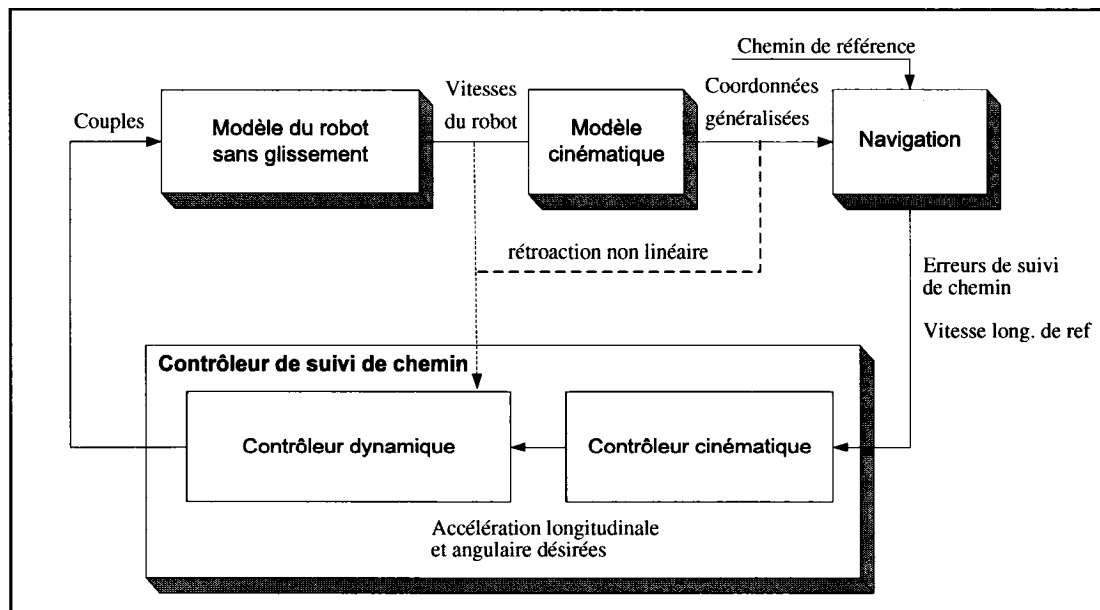 Chemin de référence
Couples
Modèle du robot
sans glissement
Vitesses
du robot
Modèle
cinématique
Coordonnées
généralisées
Navigation
rétroaction non linéaire
Erreurs de suivi
de chemin
Vitesse long. de ref
Contrôleur de suivi de chemin
Contrôleur dynamique
Contrôleur cinématique
Accélération longitudinale
et angulaire désirées